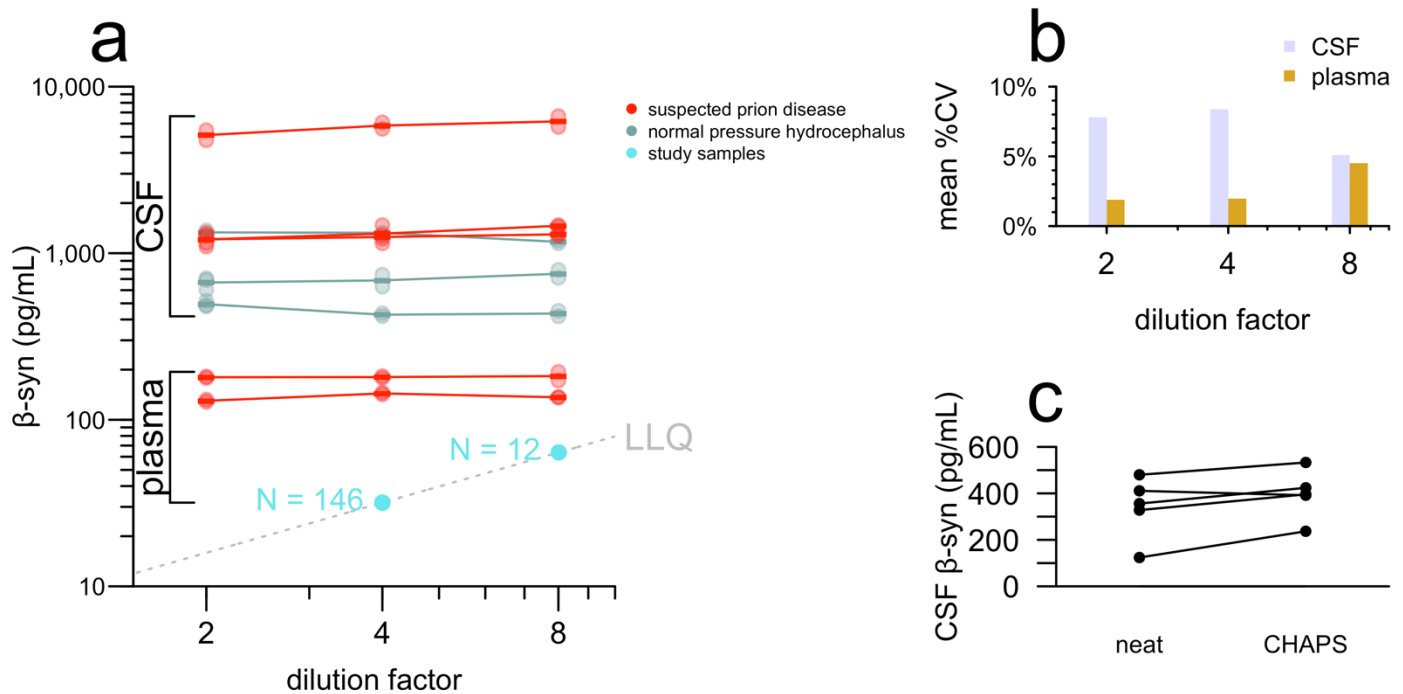 a
β-syn (pg/mL)
10,000
1,000
100
10
CSF
plasma
N = 146
N = 12
LLQ
2
4
8
dilution factor
suspected prion disease
normal pressure hydrocephalus
study samples
b
CSF
plasma
mean %CV
10%
5%
0%
2
4
8
dilution factor
c
CSF β-syn (pg/mL)
600
400
200
0
neat
CHAPS